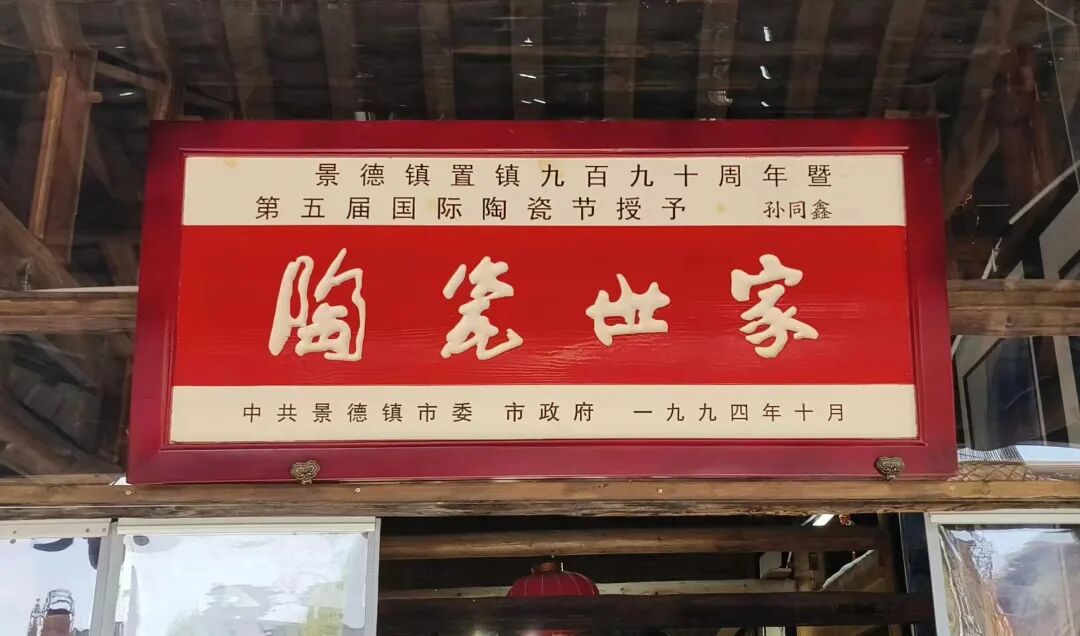 景德镇置镇九百九十周年暨
第五届国际陶瓷节授予 孙同鑫
陶瓷世家
中共景德镇市委 市政府 一九九四年十月